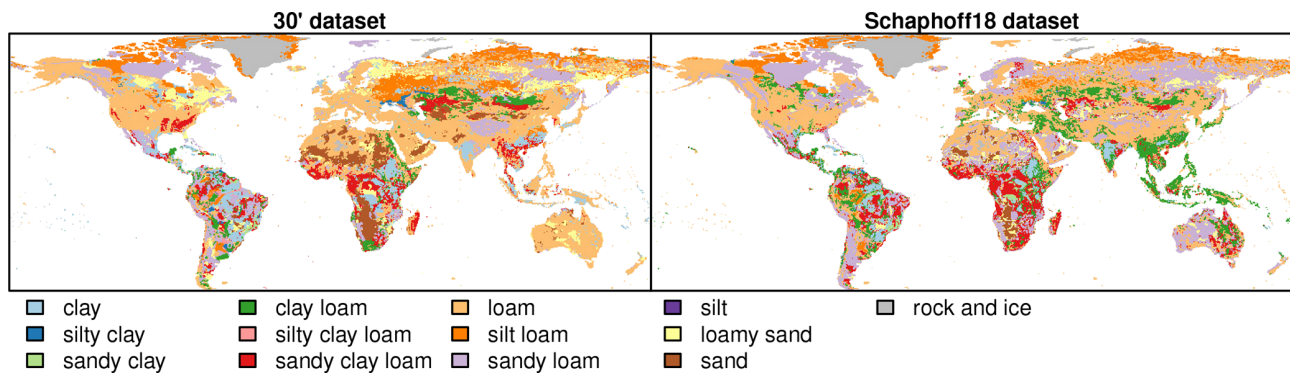 30' dataset
Schaphoff18 dataset
clay
clay loam
loam
silt
rock and ice
silty clay
silty clay loam
silt loam
loamy sand
sandy clay
sandy clay loam
sandy loam
sand